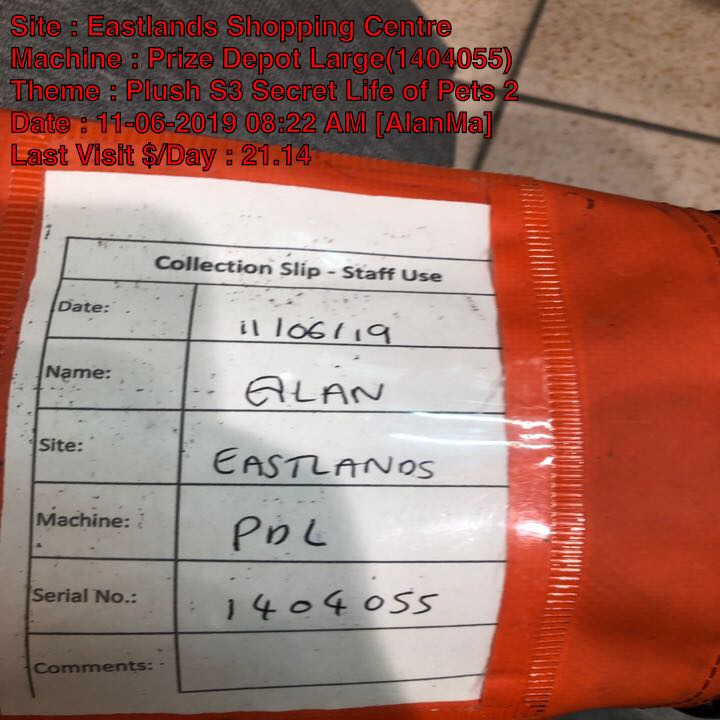 Site : Eastlands Shopping Centre
Machine : Prize Depot Large(1404055)
Theme : Plush S3 Secret Life of Pets 2
Date : 11-06-2019 08:22 AM [AlanMa]
Last Visit $/Day : 21.14
Collection Slip - Staff Use
Date: 11/06/19
Name: ALAN
Site: EASTLANDS
Machine: PDL
Serial No.: 1404055
Comments: